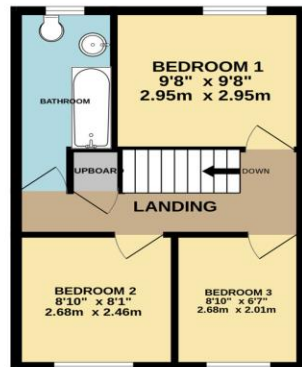 BEDROOM 1
9'8" x 9'8"
2.95m x 2.95m
BATHROOM
UPBOARD
DOWN
LANDING
BEDROOM 2
8'10" x 8'1"
2.68m x 2.46m
BEDROOM 3
8'10" x 6'7"
2.68m x 2.01m